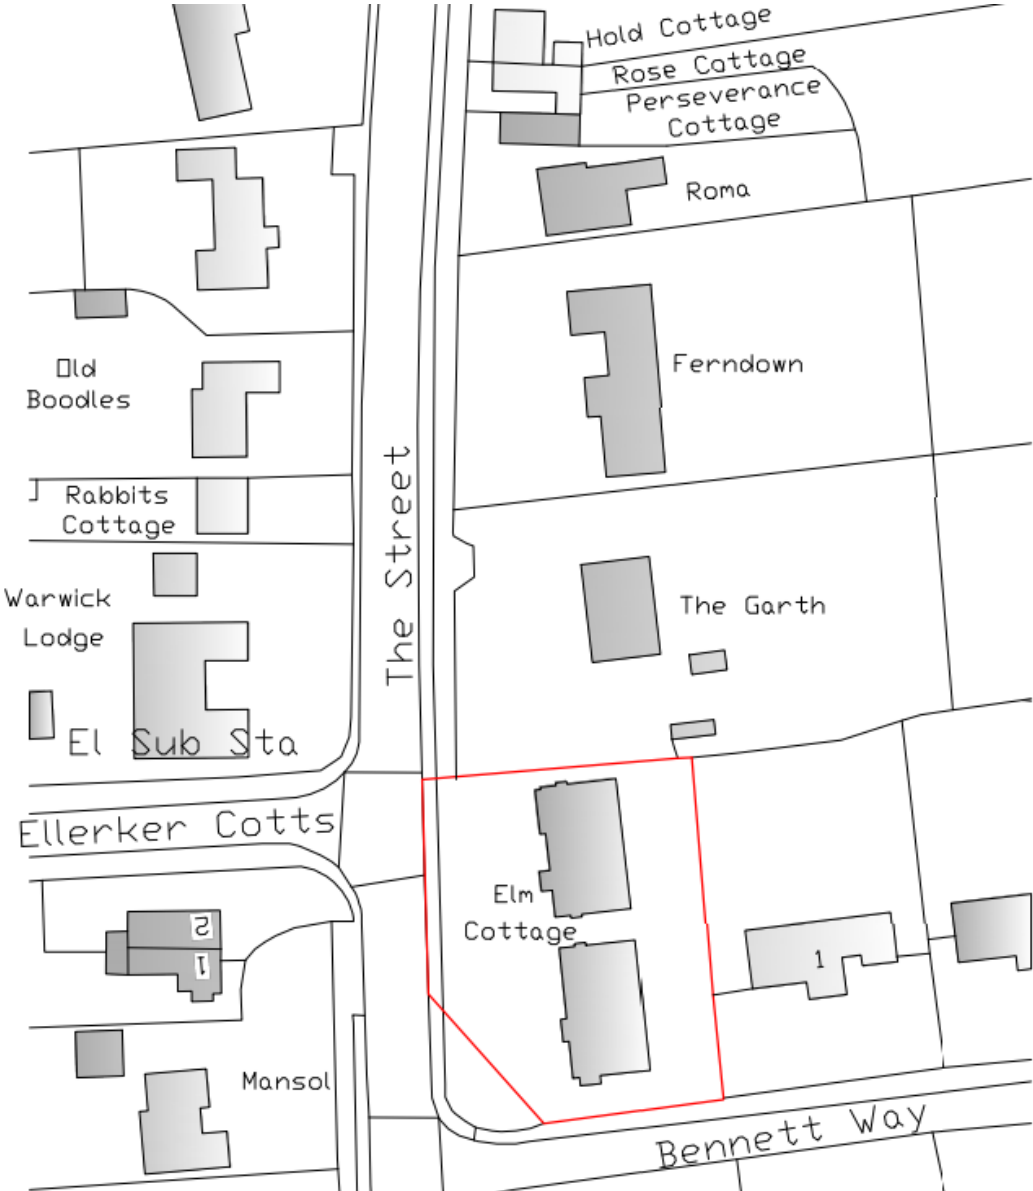 Hold Cottage
Rose Cottage
Perseverance
Cottage
Roma
Old
Boodles
Ferndown
The Street
Rabbits
Cottage
Warwick
Lodge
The Garth
El Sub Sta
Ellerker Cotts
Elm
Cottage
2
1
1
Mansol
Bennett Way